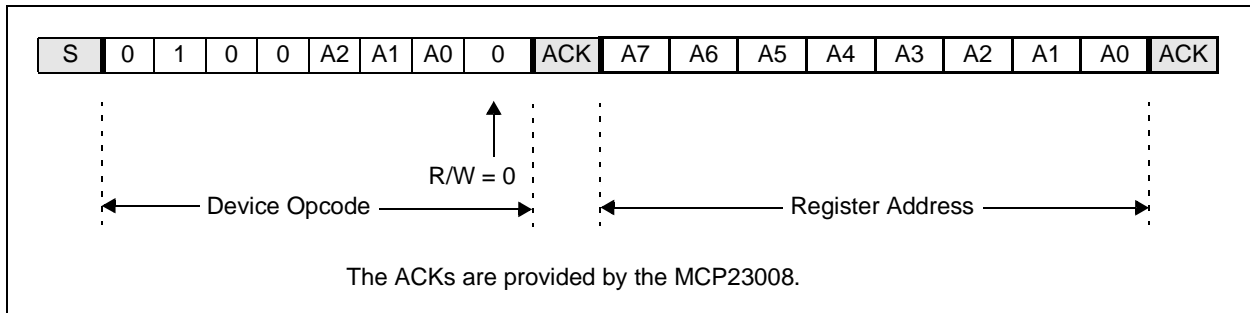 S 0 1 0 0 A2 A1 A0 0 ACK A7 A6 A5 A4 A3 A2 A1 A0 ACK
R/W = 0
Device Opcode Register Address
The ACKs are provided by the MCP23008.